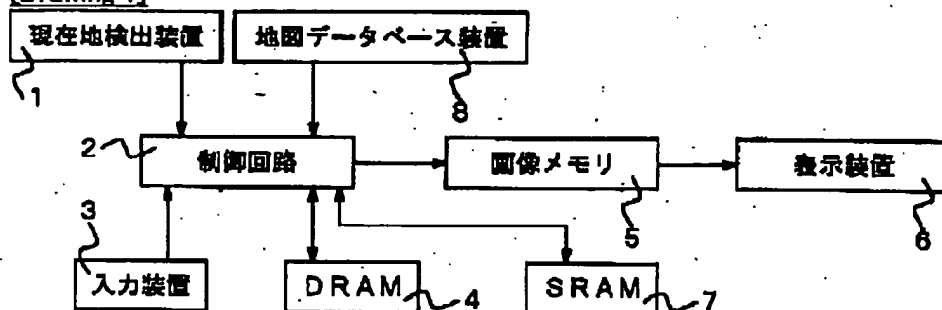 現在地検出装置 地図データベース装置
1 8
2 制御回路 画像メモリ 表示装置
3 5 6
入力装置 DRAM 4 SRAM 7